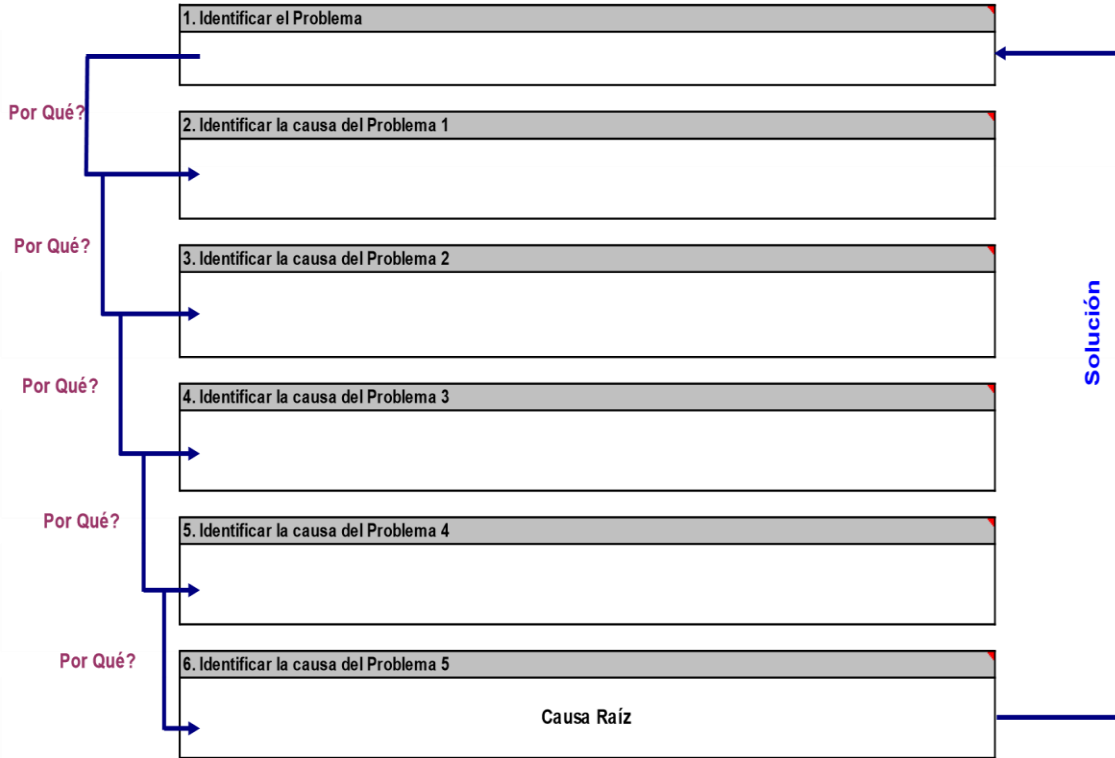 1. Identificar el Problema
Por Qué?
2. Identificar la causa del Problema 1
Por Qué?
3. Identificar la causa del Problema 2
Solución
Por Qué?
4. Identificar la causa del Problema 3
Por Qué?
5. Identificar la causa del Problema 4
Por Qué?
6. Identificar la causa del Problema 5
Causa Raíz